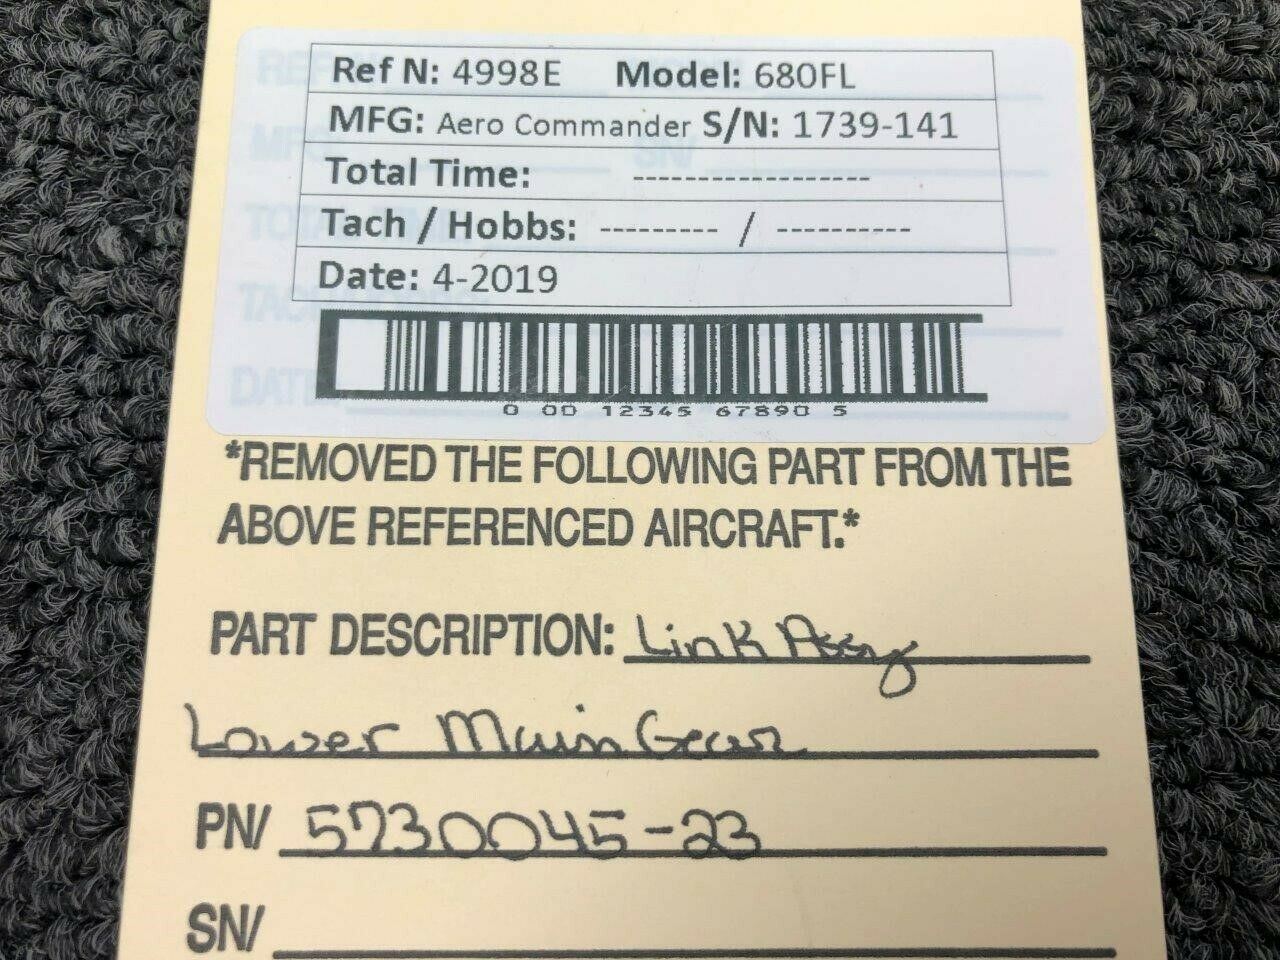 Ref N: 4998E Model: 680FL
MFG: Aero Commander S/N: 1739-141
Total Time: ------------------
Tach / Hobbs: --------- / ----------
Date: 4-2019
0 00 12345 67890 5
*REMOVED THE FOLLOWING PART FROM THE
ABOVE REFERENCED AIRCRAFT.*
PART DESCRIPTION: Link Assy
Lower Main Gear
PN/ 5730045-23
SN/